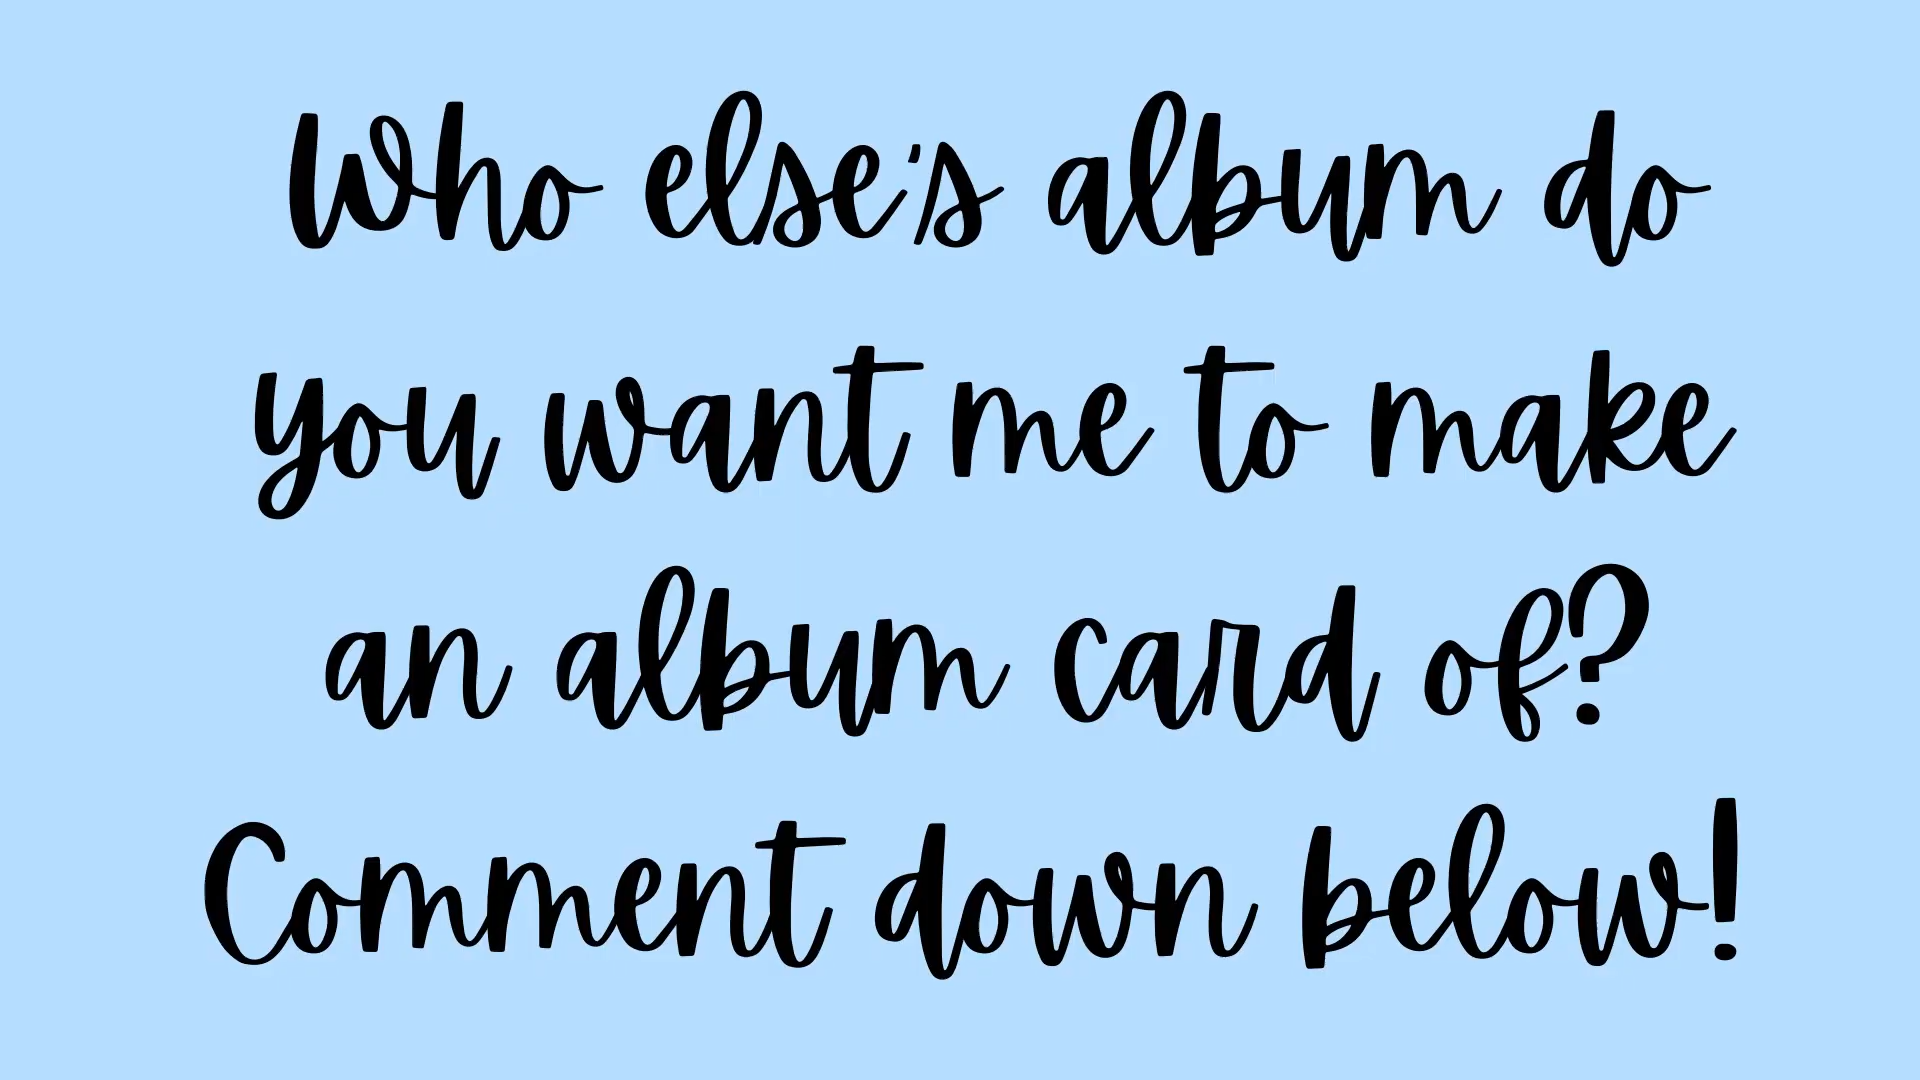 Who else's album do
you want me to make
an album card of?
Comment down below!